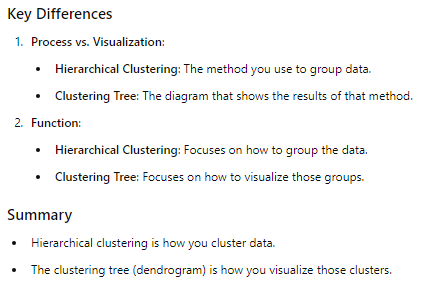 Key Differences
1. Process vs. Visualization:
• Hierarchical Clustering: The method you use to group data.
• Clustering Tree: The diagram that shows the results of that method.
2. Function:
• Hierarchical Clustering: Focuses on how to group the data.
• Clustering Tree: Focuses on how to visualize those groups.
Summary
• Hierarchical clustering is how you cluster data.
• The clustering tree (dendrogram) is how you visualize those clusters.